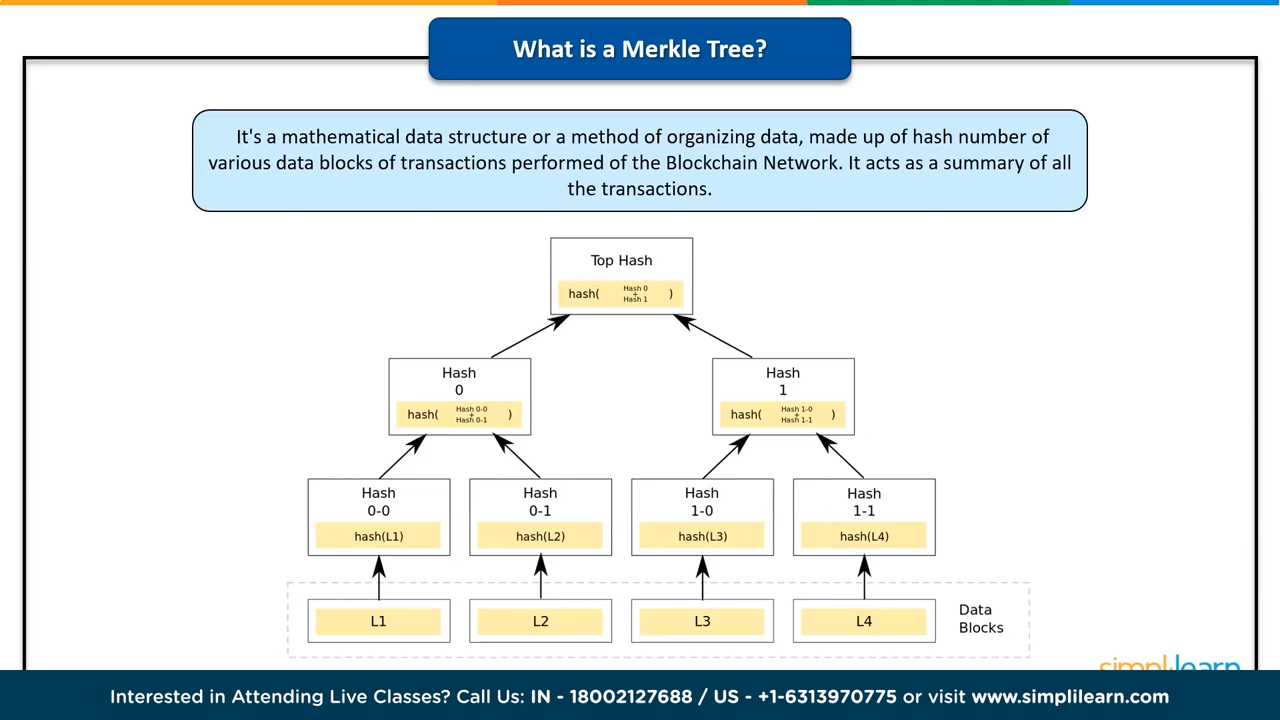 What is a Merkle Tree?
It's a mathematical data structure or a method of organizing data, made up of hash number of
various data blocks of transactions performed of the Blockchain Network. It acts as a summary of all
the transactions.
Top Hash
hash( Hash 0 + Hash 1 )
Hash
0
hash( Hash 0-0 + Hash 0-1 )
Hash
1
hash( Hash 1-0 + Hash 1-1 )
Hash
0-0
hash(L1)
Hash
0-1
hash(L2)
Hash
1-0
hash(L3)
Hash
1-1
hash(L4)
L1
L2
L3
L4
Data
Blocks
simplilearn
Interested in Attending Live Classes? Call Us: IN - 18002127688 / US - +1-6313970775 or visit www.simplilearn.com